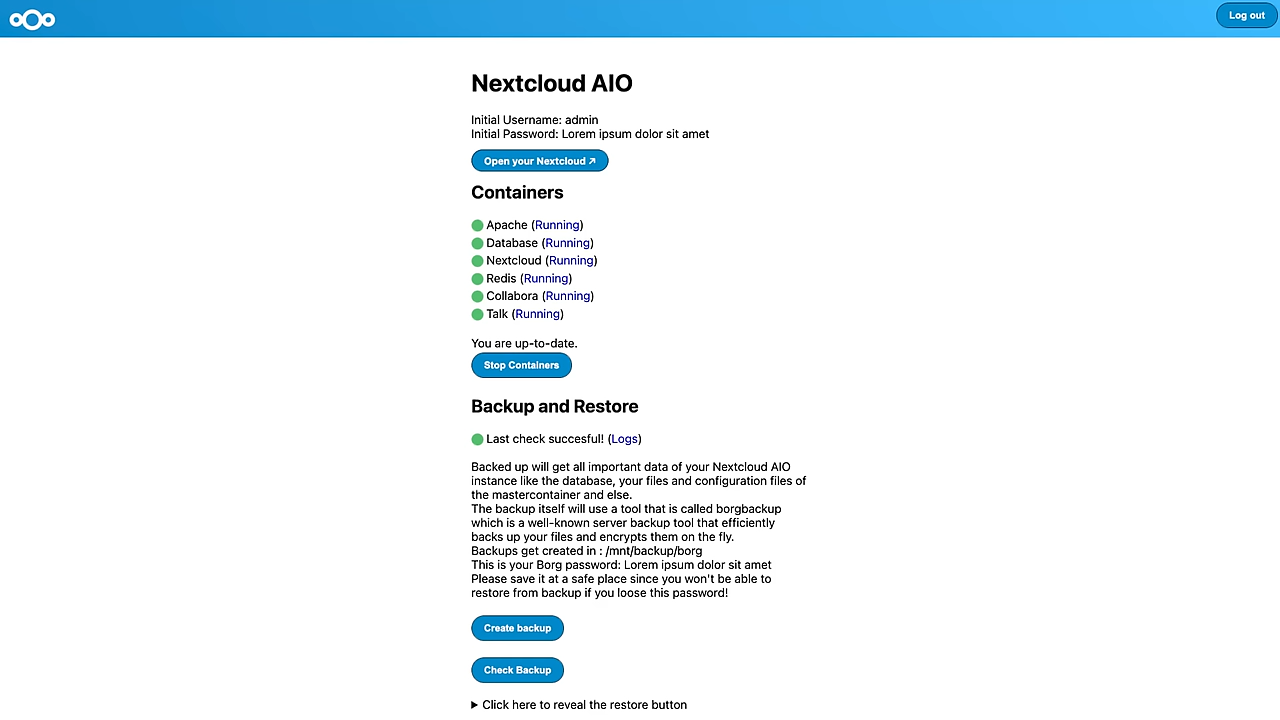 Log out
Nextcloud AIO
Initial Username: admin
Initial Password: Lorem ipsum dolor sit amet
Open your Nextcloud ↗
Containers
Apache (Running)
Database (Running)
Nextcloud (Running)
Redis (Running)
Collabora (Running)
Talk (Running)
You are up-to-date.
Stop Containers
Backup and Restore
Last check succesful! (Logs)
Backed up will get all important data of your Nextcloud AIO
instance like the database, your files and configuration files of
the mastercontainer and else.
The backup itself will use a tool that is called borgbackup
which is a well-known server backup tool that efficiently
backs up your files and encrypts them on the fly.
Backups get created in : /mnt/backup/borg
This is your Borg password: Lorem ipsum dolor sit amet
Please save it at a safe place since you won't be able to
restore from backup if you loose this password!
Create backup
Check Backup
Click here to reveal the restore button